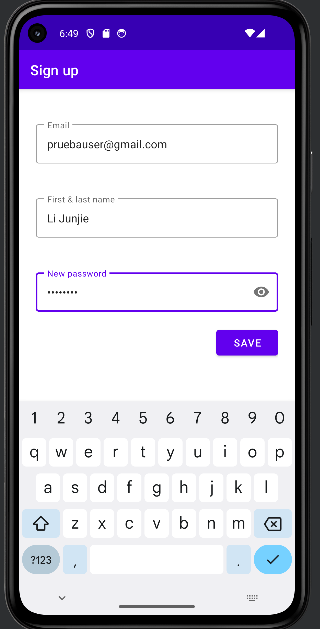 6:49
Sign up
Email
pruebauser@gmail.com
First & last name
Li Junjie
New password
••••••••
SAVE
1 2 3 4 5 6 7 8 9 0
q w e r t y u i o p
a s d f g h j k l
z x c v b n m
?123 , .